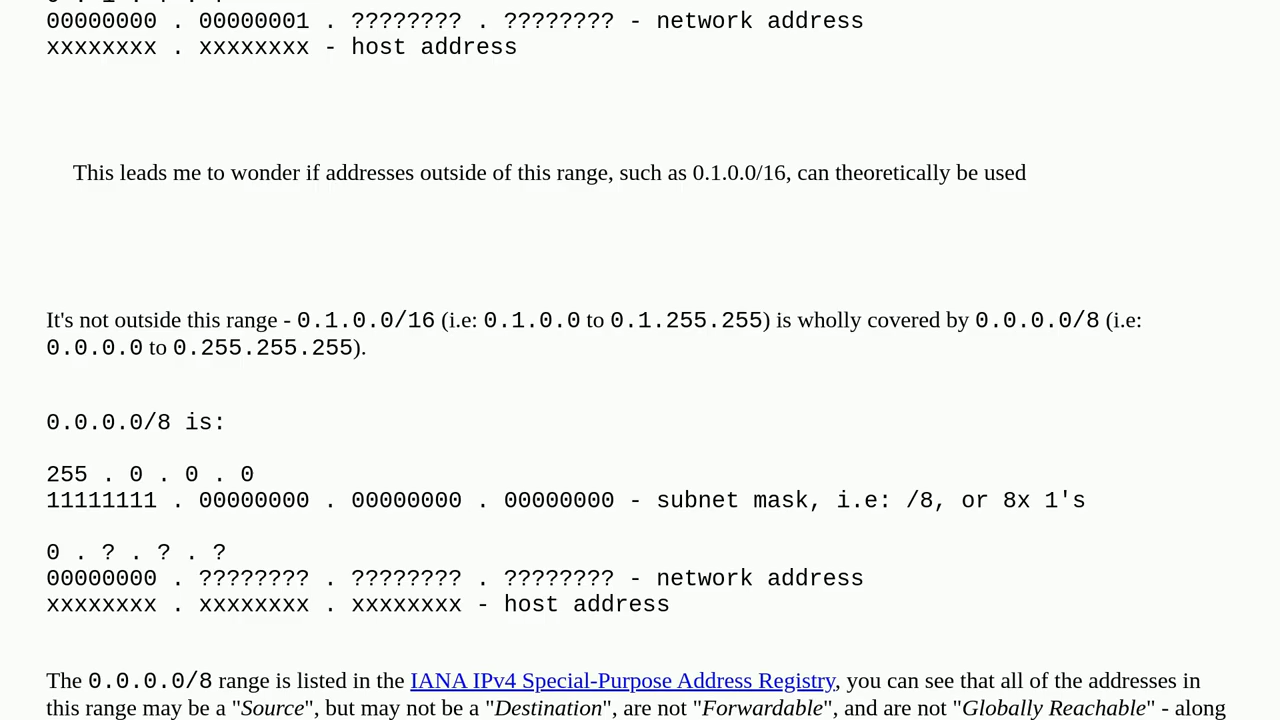 00000000 . 00000001 . ???????? . ???????? - network address
xxxxxxxx . xxxxxxxx - host address
This leads me to wonder if addresses outside of this range, such as 0.1.0.0/16, can theoretically be used
It's not outside this range - 0.1.0.0/16 (i.e: 0.1.0.0 to 0.1.255.255) is wholly covered by 0.0.0.0/8 (i.e:
0.0.0.0 to 0.255.255.255).
0.0.0.0/8 is:
255 . 0 . 0 . 0
11111111 . 00000000 . 00000000 . 00000000 - subnet mask, i.e: /8, or 8x 1's
0 . ? . ? . ?
00000000 . ???????? . ???????? . ???????? - network address
xxxxxxxx . xxxxxxxx . xxxxxxxx - host address
The 0.0.0.0/8 range is listed in the IANA IPv4 Special-Purpose Address Registry, you can see that all of the addresses in
this range may be a "Source", but may not be a "Destination", are not "Forwardable", and are not "Globally Reachable" - along